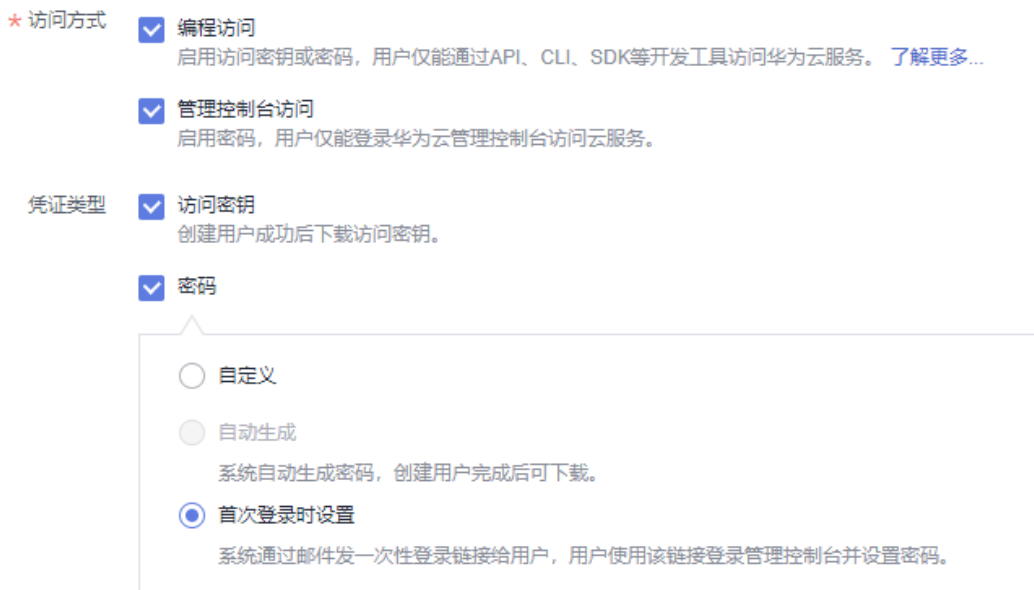 * 访问方式
编程访问
启用访问密钥或密码，用户仅能通过API、CLI、SDK等开发工具访问华为云服务。 了解更多...
管理控制台访问
启用密码，用户仅能登录华为云管理控制台访问云服务。
凭证类型
访问密钥
创建用户成功后下载访问密钥。
密码
自定义
自动生成
系统自动生成密码，创建用户完成后可下载。
首次登录时设置
系统通过邮件发一次性登录链接给用户，用户使用该链接登录管理控制台并设置密码。